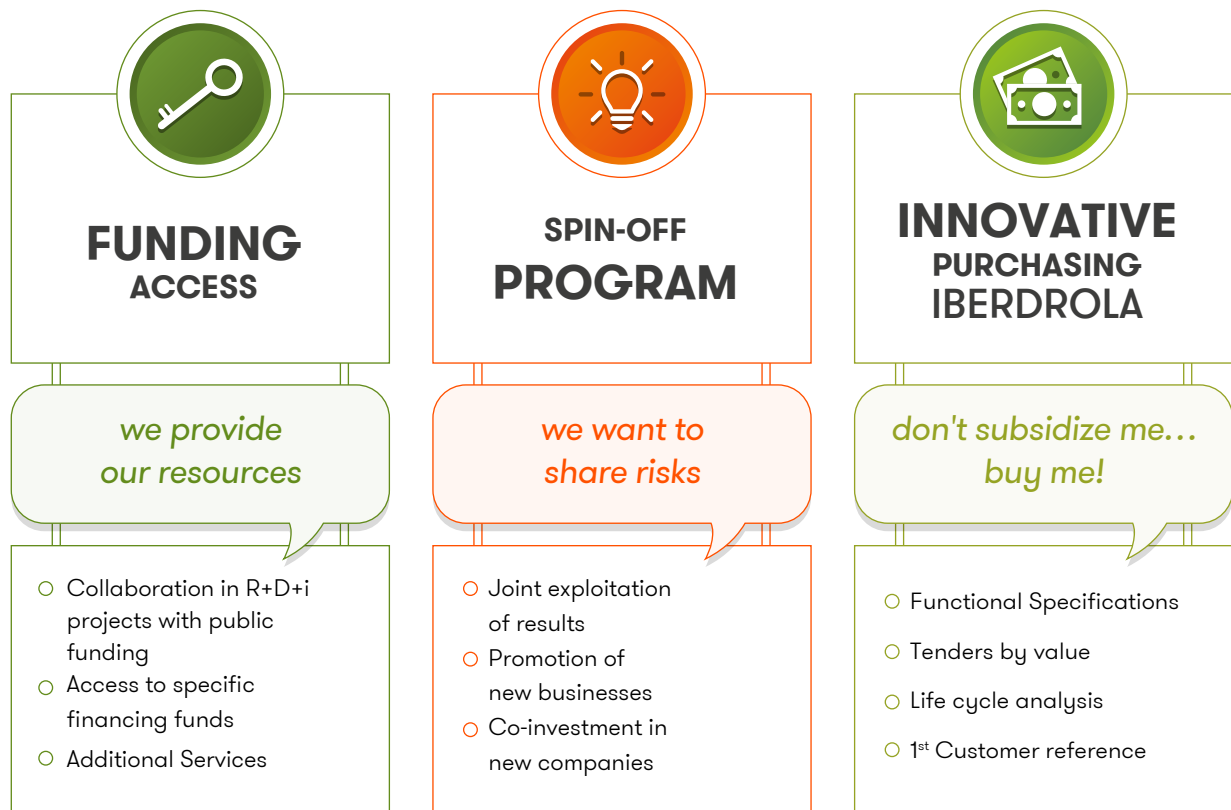 FUNDING
ACCESS
we provide
our resources
Collaboration in R+D+i
projects with public
funding
Access to specific
financing funds
Additional Services
SPIN-OFF
PROGRAM
we want to
share risks
Joint exploitation
of results
Promotion of
new businesses
Co-investment in
new companies
INNOVATIVE
PURCHASING
IBERDROLA
don't subsidize me...
buy me!
Functional Specifications
Tenders by value
Life cycle analysis
1st Customer reference